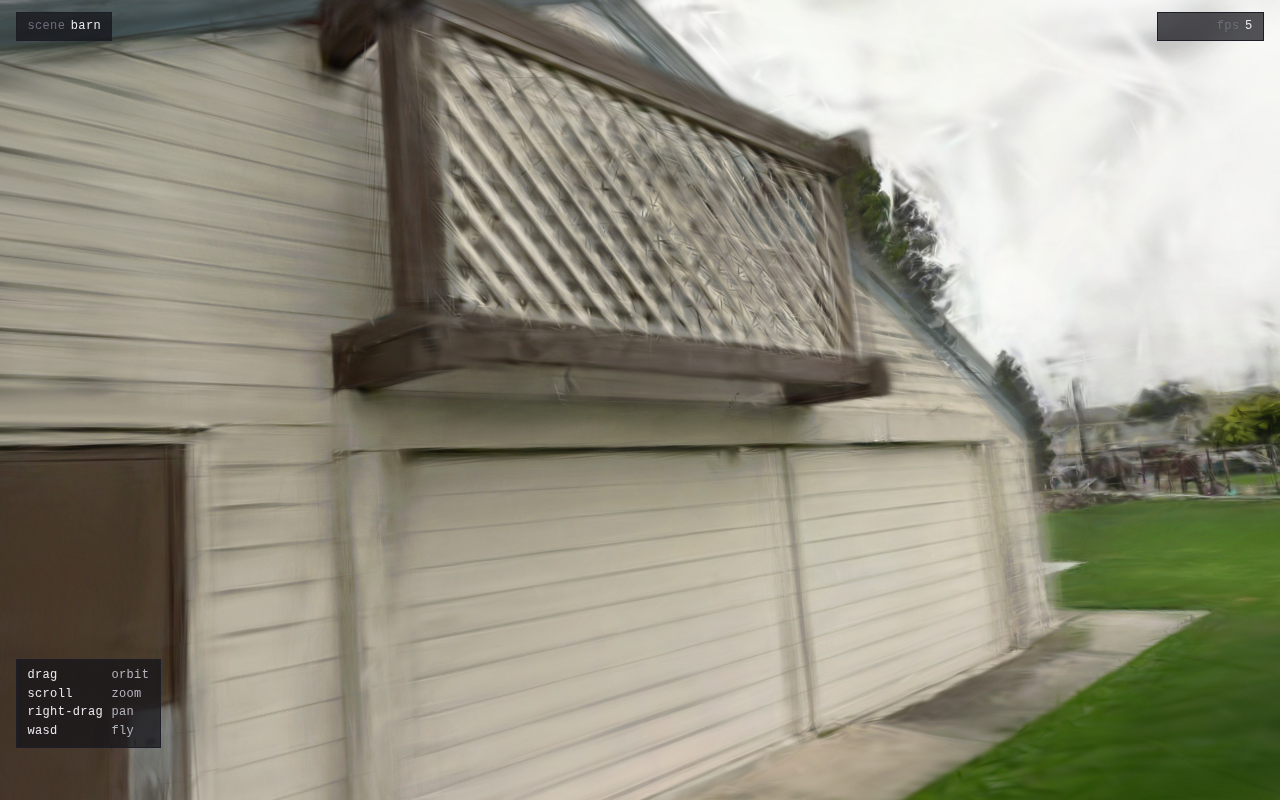 scene barn
fps 5
drag orbit
scroll zoom
right-drag pan
wasd fly